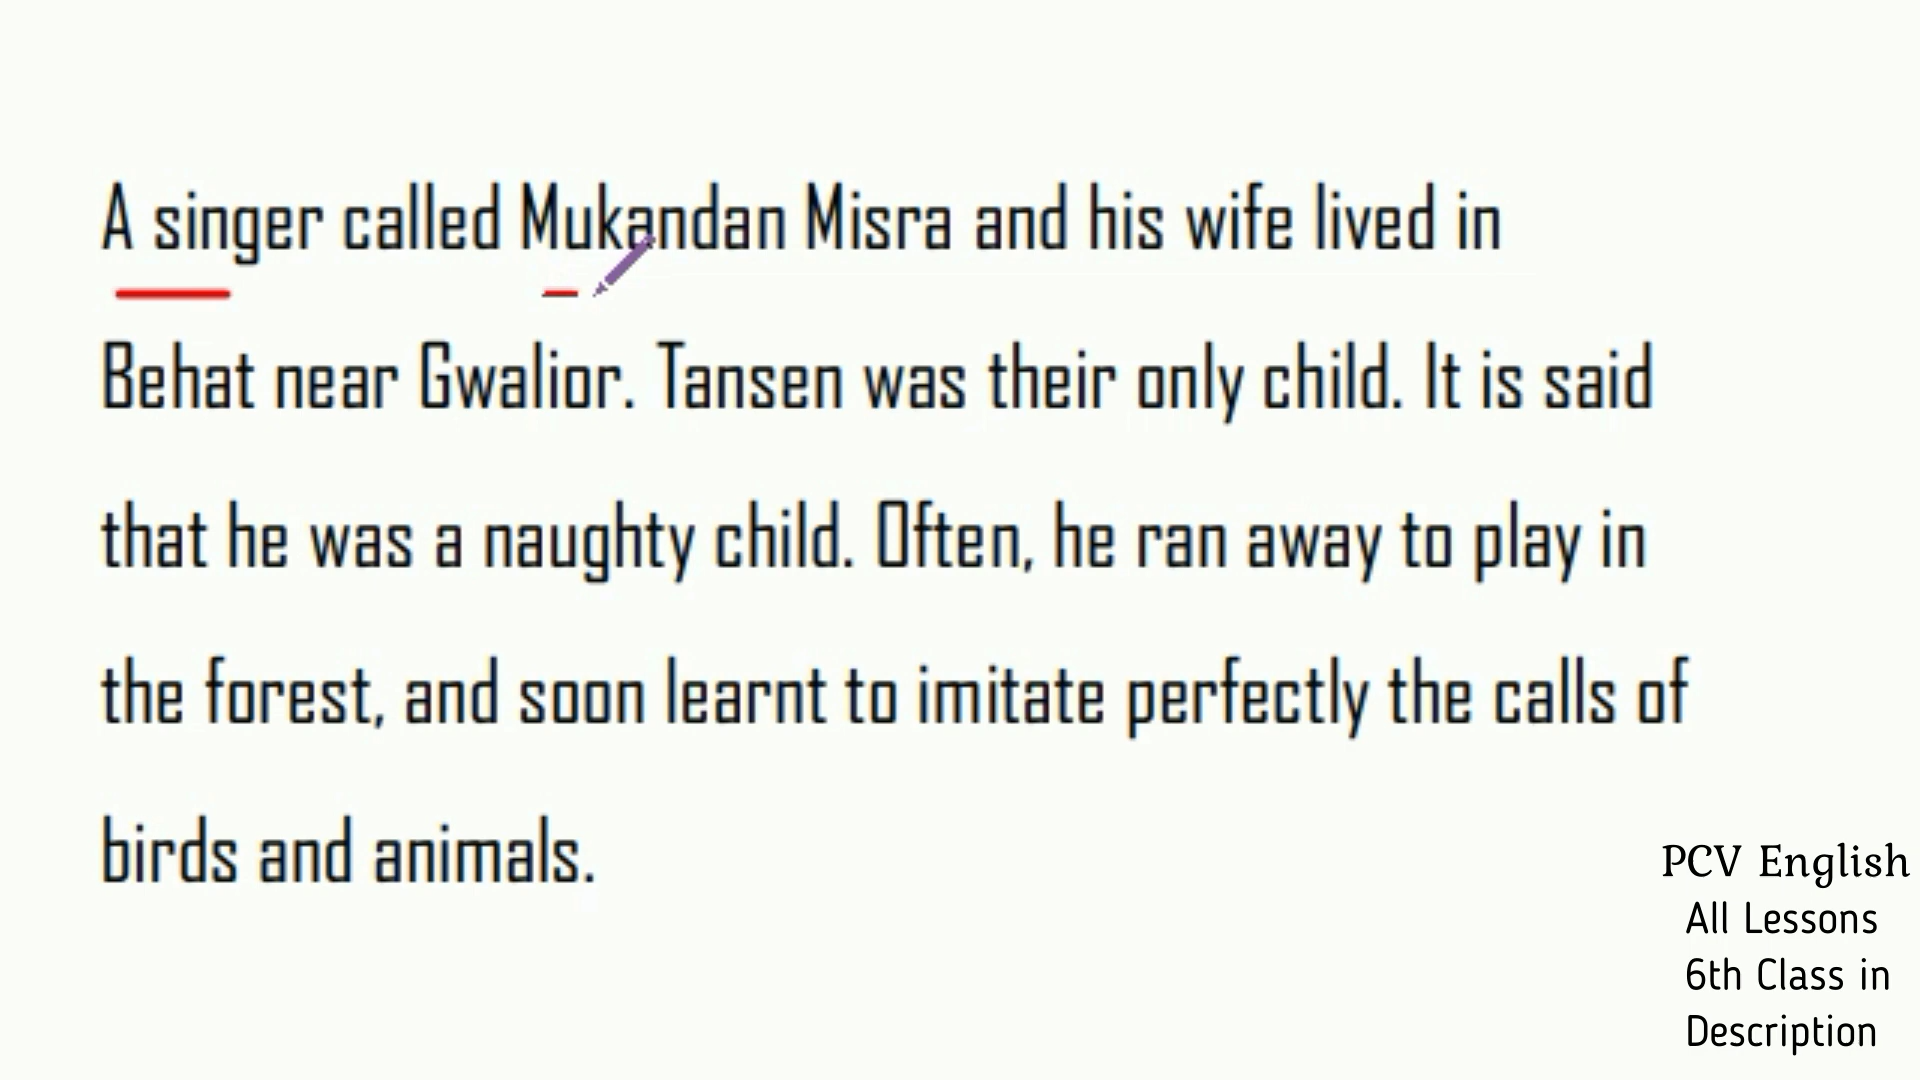 A singer called Mukandan Misra and his wife lived in
Behat near Gwalior. Tansen was their only child. It is said
that he was a naughty child. Often, he ran away to play in
the forest, and soon learnt to imitate perfectly the calls of
birds and animals.
PCV English
All Lessons
6th Class in
Description